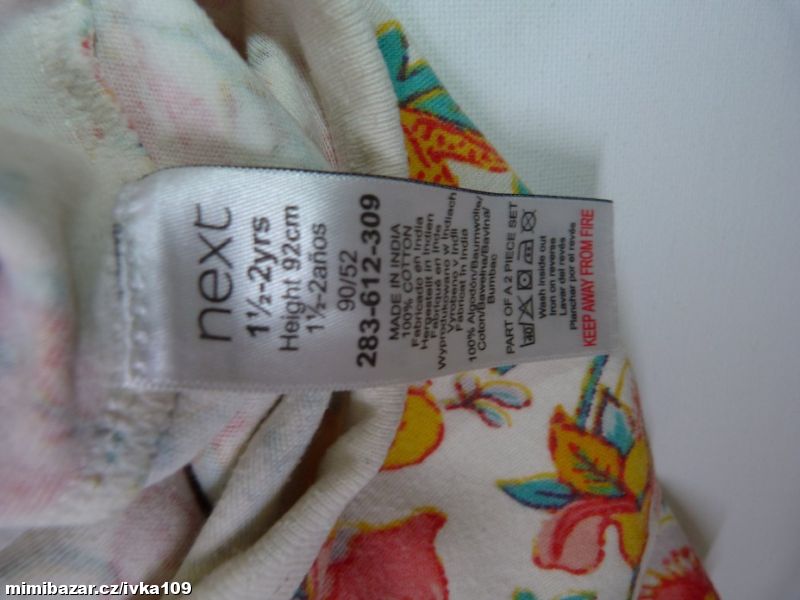 next
1½-2yrs
Height 92cm
1½-2años
90/52
283-612-309
MADE IN INDIA
100% COTTON
Fabricado en India
Hergestellt in Indien
Fabriqué en Inde
Wyprodukowano w Indiach
Vyrobeno v Indii
Fabricat in India
100% Algodón/Baumwolle/
Coton/Bawełna/Bavlna/
Bumbac
PART OF A 2 PIECE SET
40
Wash inside out
Iron on reverse
Lavar del revés
Planchar por el revés
KEEP AWAY FROM FIRE
mimibazar.cz/ivka109